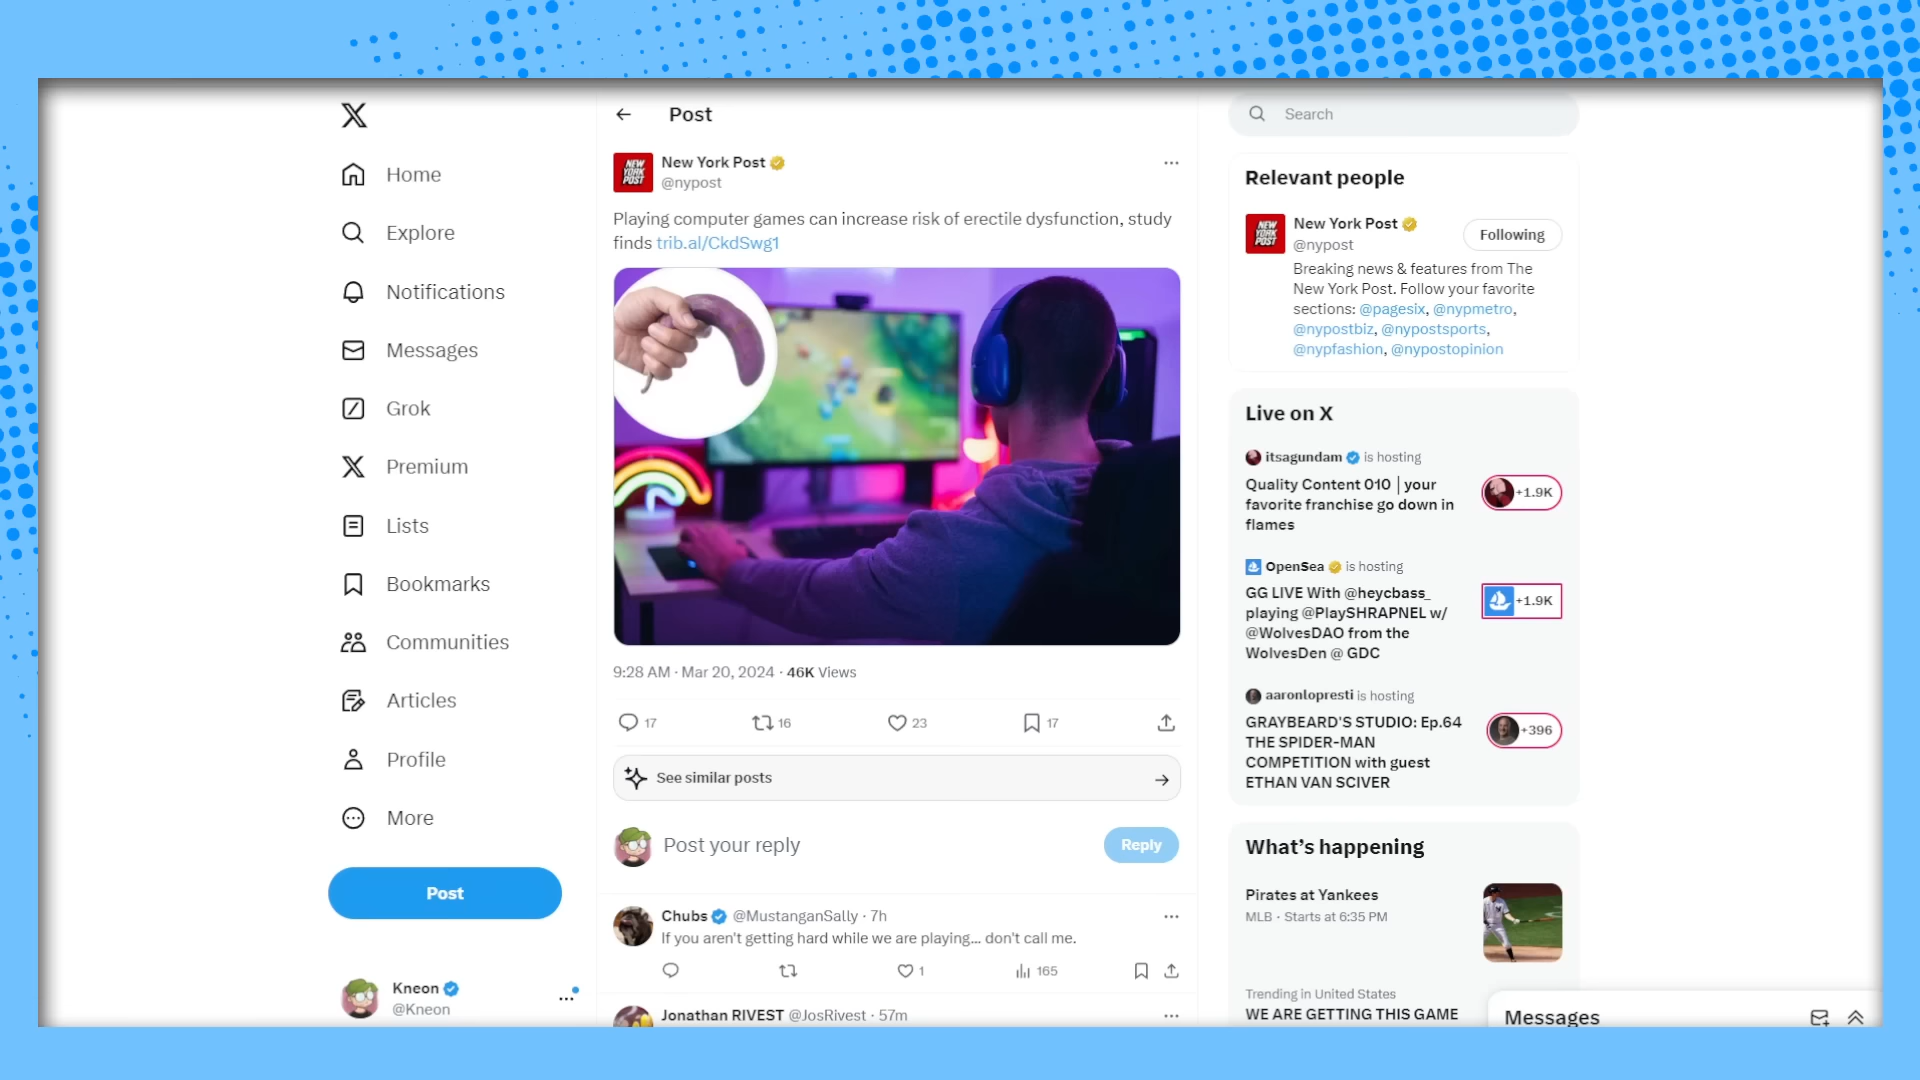 Home
Explore
Notifications
Messages
Grok
Premium
Lists
Bookmarks
Communities
Articles
Profile
More
Post
Kneon
@Kneon
Post
NEW
YORK
POST
New York Post
@nypost
Playing computer games can increase risk of erectile dysfunction, study
finds trib.al/CkdSwg1
9:28 AM · Mar 20, 2024 · 46K Views
17
16
23
17
See similar posts
Post your reply
Reply
Chubs @MustanganSally · 7h
If you aren't getting hard while we are playing... don't call me.
1
165
Jonathan RIVEST @JosRivest · 57m
Search
Relevant people
NEW
YORK
POST
New York Post
@nypost
Following
Breaking news & features from The
New York Post. Follow your favorite
sections: @pagesix, @nypmetro,
@nypostbiz, @nypostsports,
@nypfashion, @nypostopinion
Live on X
itsagundam is hosting
Quality Content 010 | your
favorite franchise go down in
flames
+1.9K
OpenSea is hosting
GG LIVE With @heycbass_
playing @PlaySHRAPNEL w/
@WolvesDAO from the
WolvesDen @ GDC
+1.9K
aaronlopresti is hosting
GRAYBEARD'S STUDIO: Ep.64
THE SPIDER-MAN
COMPETITION with guest
ETHAN VAN SCIVER
+396
What's happening
Pirates at Yankees
MLB · Starts at 6:35 PM
Trending in United States
WE ARE GETTING THIS GAME
Messages